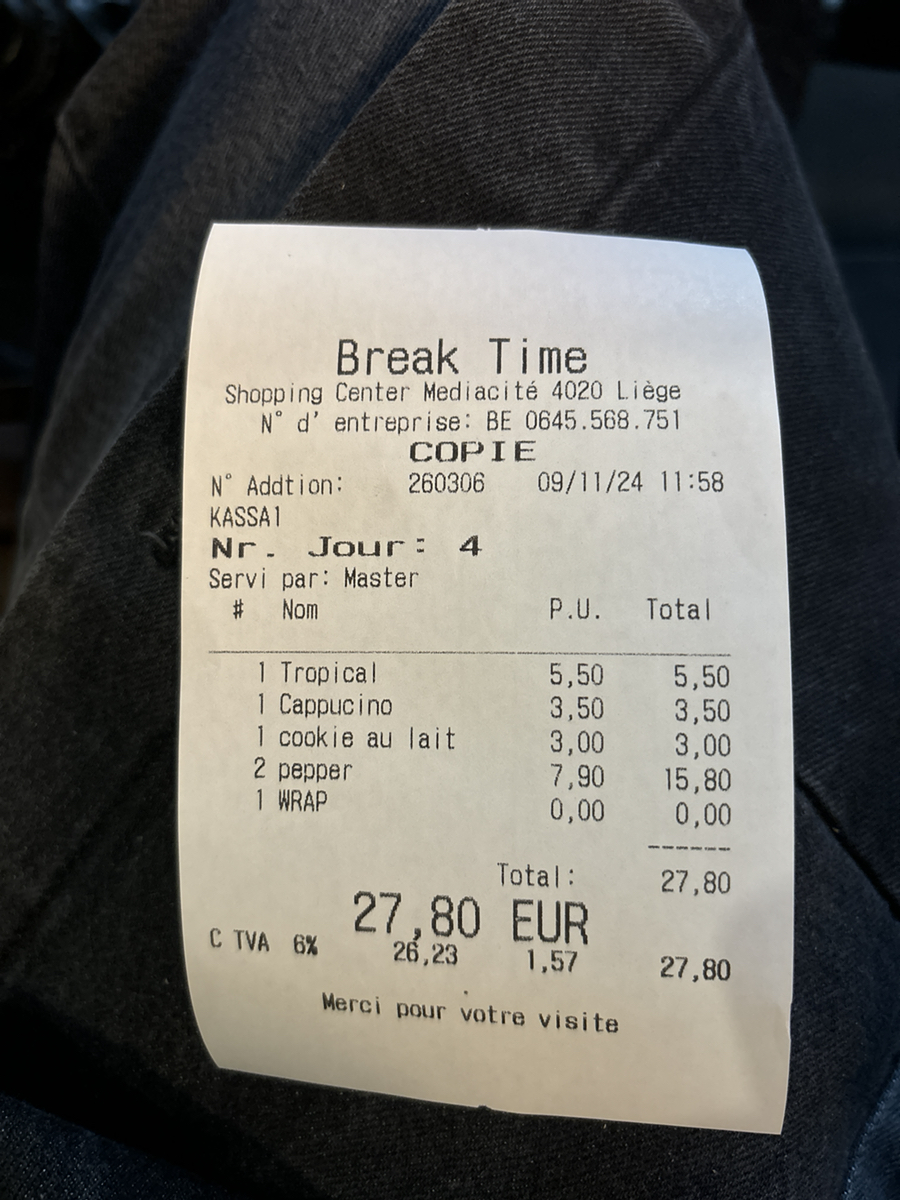 Break Time
Shopping Center Mediacité 4020 Liège
N° d' entreprise: BE 0645.568.751
COPIE
N° Addtion: 260306 09/11/24 11:58
KASSA1
Nr. Jour: 4
Servi par: Master
# Nom P.U. Total
1 Tropical 5,50 5,50
1 Cappucino 3,50 3,50
1 cookie au lait 3,00 3,00
2 pepper 7,90 15,80
1 WRAP 0,00 0,00
------
Total: 27,80
27,80 EUR
C TVA 6% 26,23 1,57 27,80
Merci pour votre visite